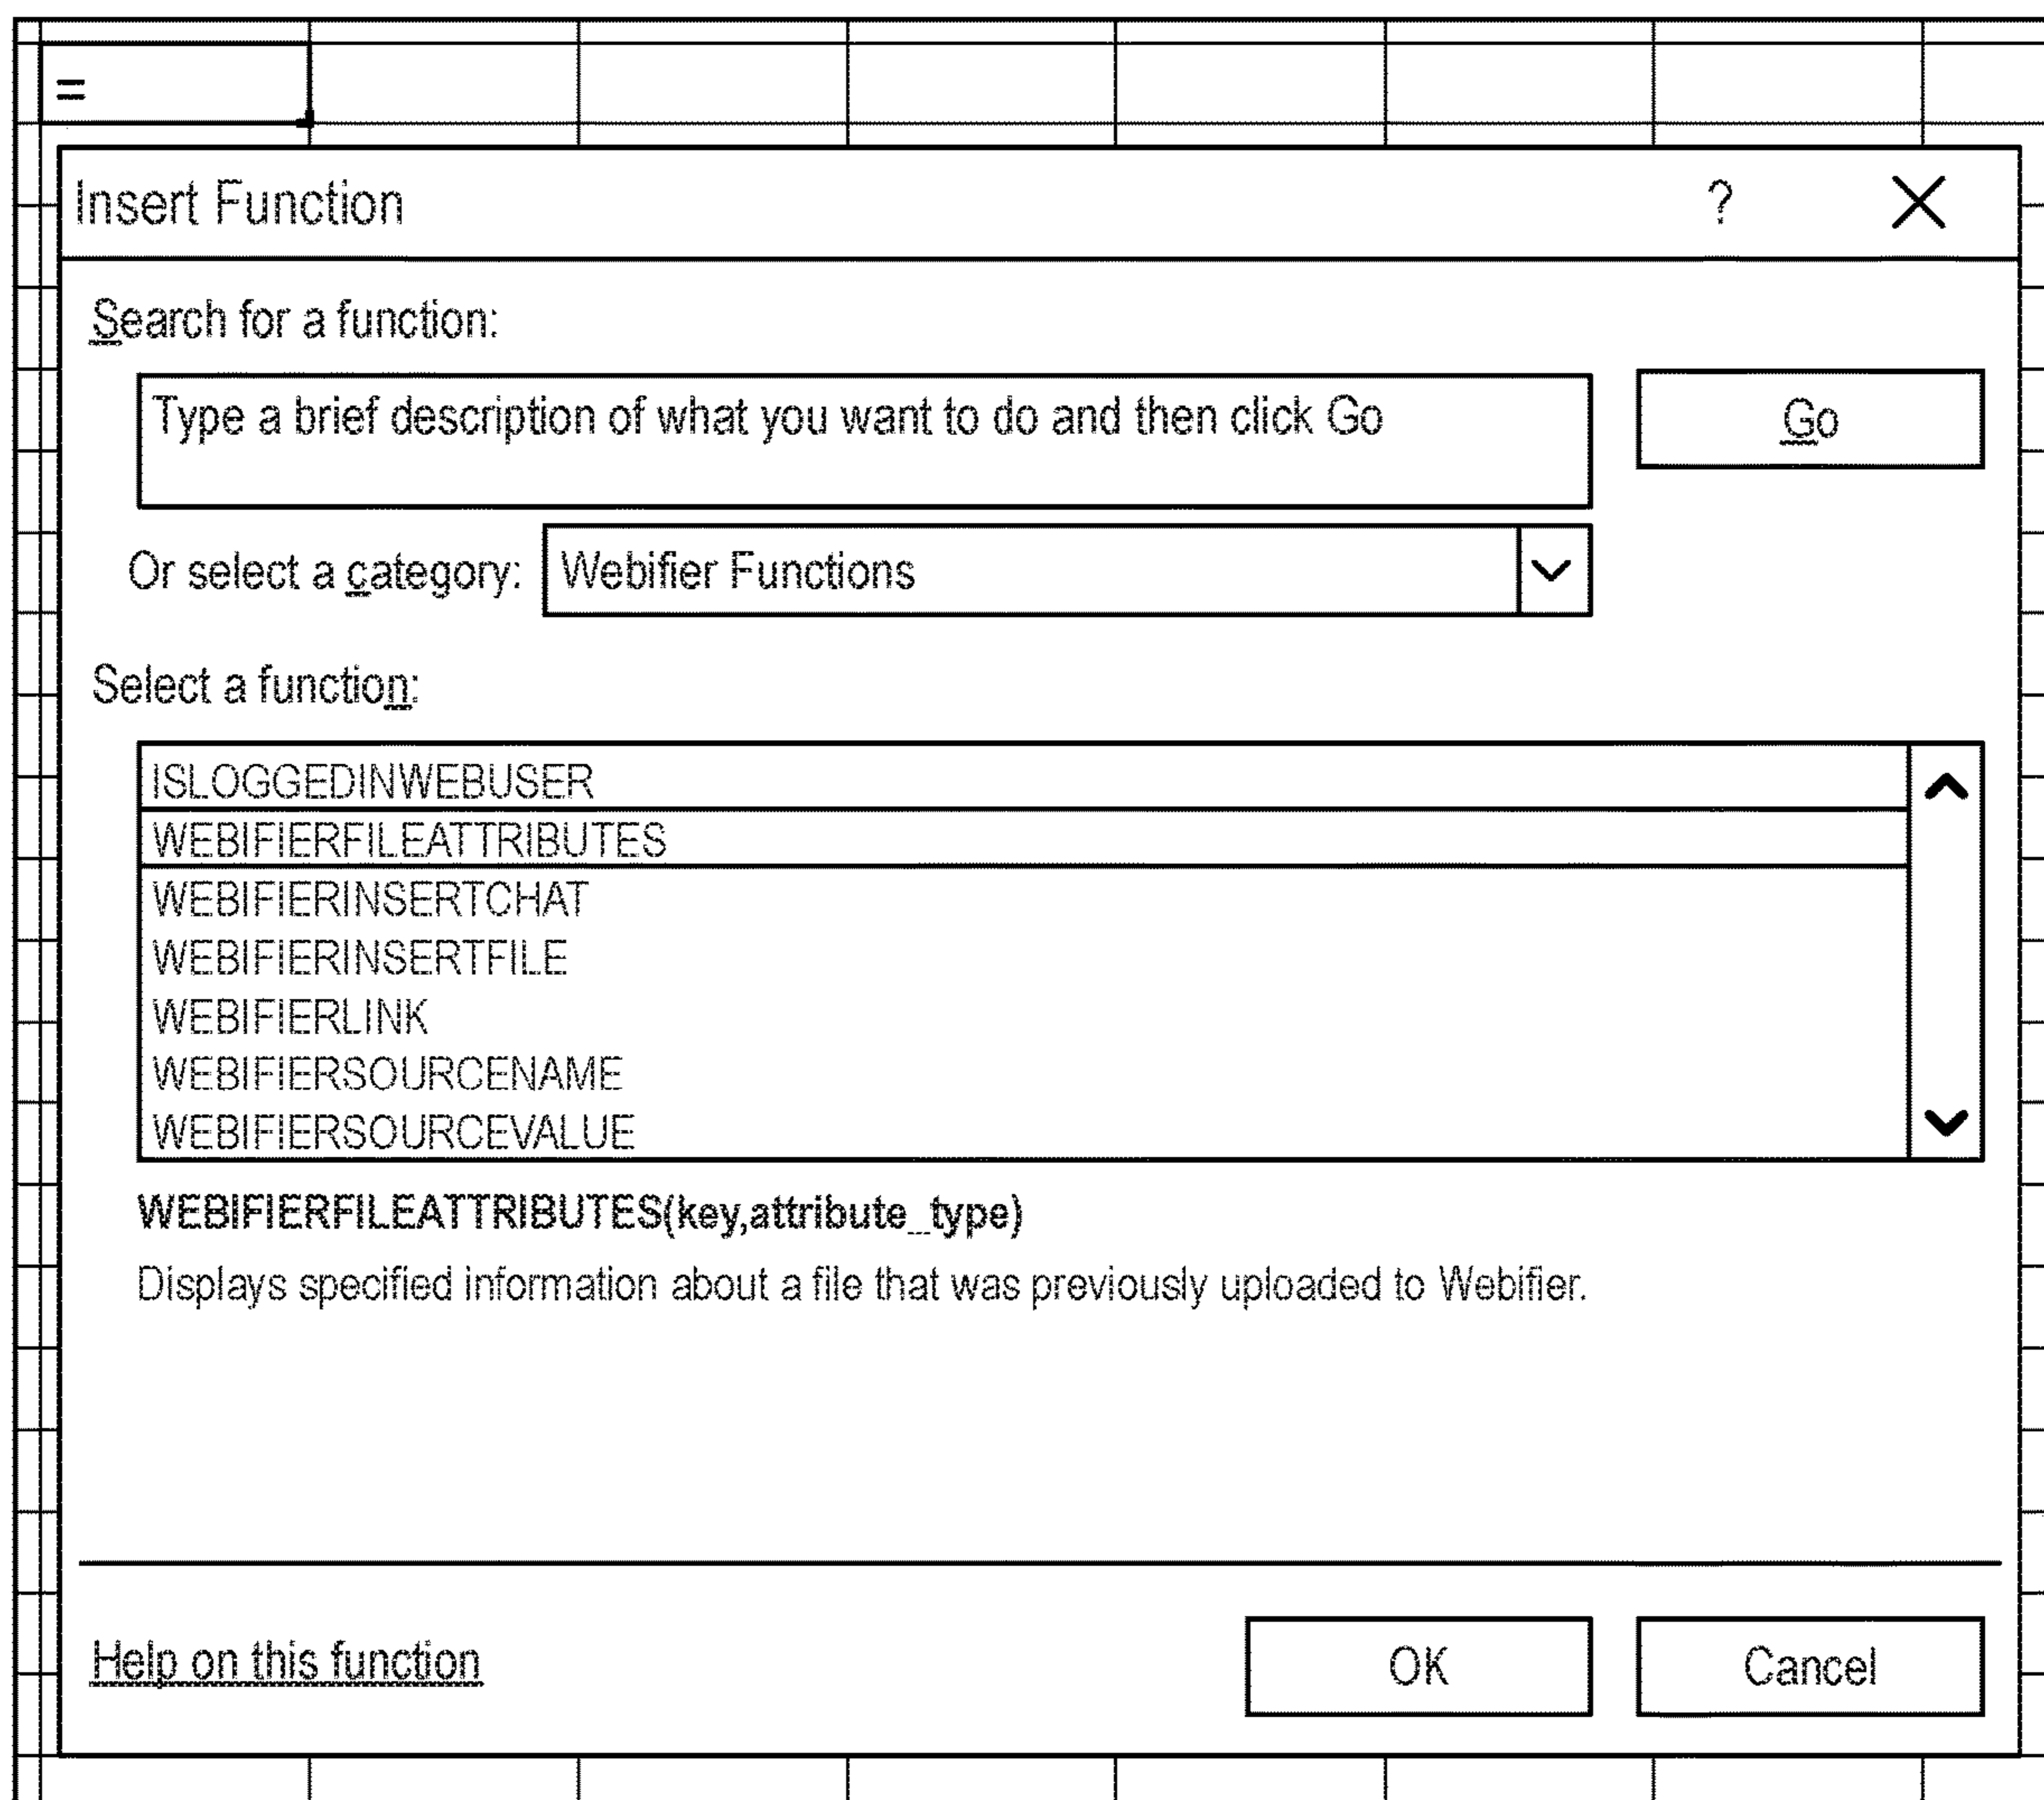 =
Insert Function ? X
Search for a function:
Type a brief description of what you want to do and then click Go
Go
Or select a category: Webifier Functions
Select a function:
ISLOGGEDINWEBUSER
WEBIFIERFILEATTRIBUTES
WEBIFIERINSERTCHAT
WEBIFIERINSERTFILE
WEBIFIERLINK
WEBIFIERSOURCENAME
WEBIFIERSOURCEVALUE
WEBIFIERFILEATTRIBUTES(key,attribute_type)
Displays specified information about a file that was previously uploaded to Webifier.
Help on this function OK Cancel